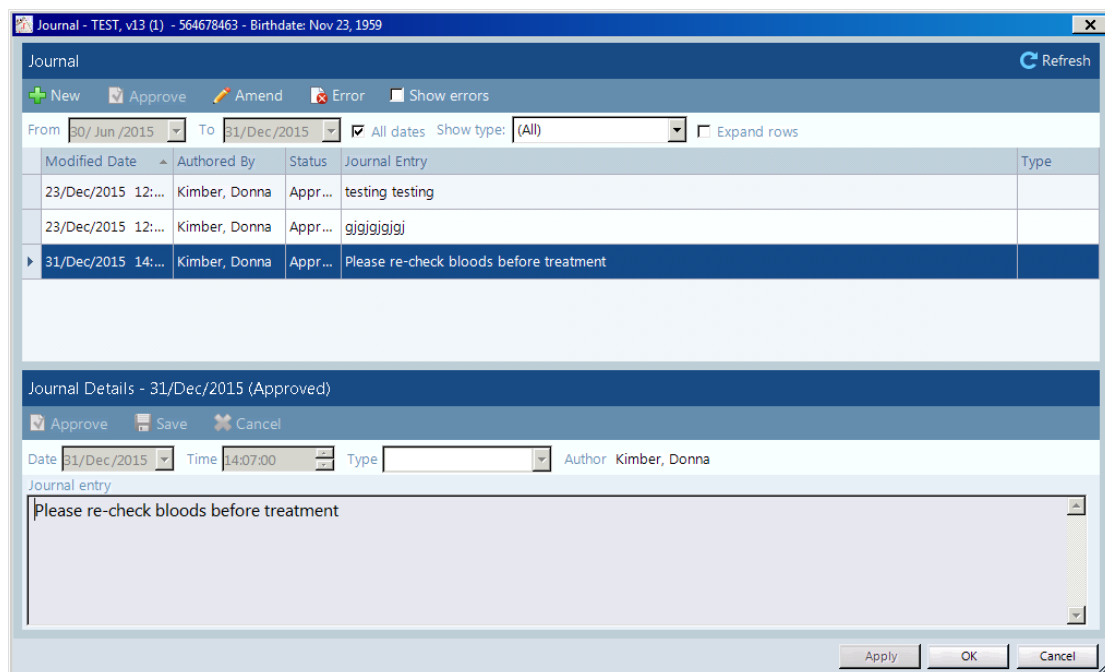 Journal - TEST, v13 (1) - 564678463 - Birthdate: Nov 23, 1959
Journal Refresh
New Approve Amend Error Show errors
From 30/ Jun /2015 To 31/Dec /2015 All dates Show type: (All) Expand rows
Modified Date Authored By Status Journal Entry Type
23/Dec/2015 12:... Kimber, Donna Appr... testing testing
23/Dec/2015 12:... Kimber, Donna Appr... gjgjgjgjgj
31/Dec/2015 14:... Kimber, Donna Appr... Please re-check bloods before treatment
Journal Details - 31/Dec/2015 (Approved)
Approve Save Cancel
Date 31/Dec/2015 Time 14:07:00 Type Author Kimber, Donna
Journal entry
Please re-check bloods before treatment
Apply OK Cancel